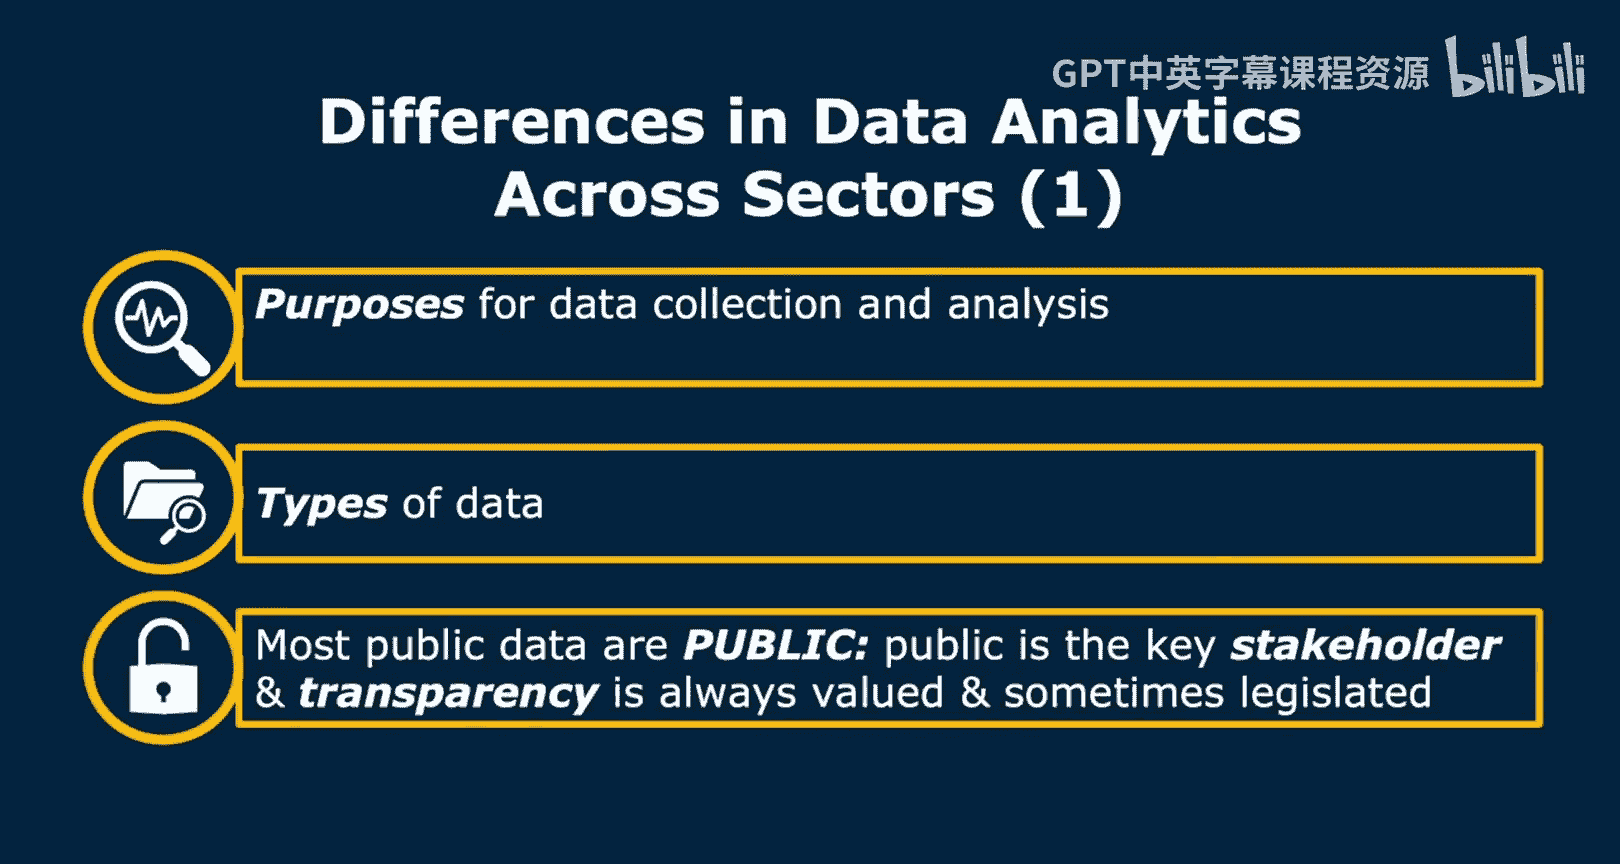 GPT中英字幕课程资源 bilibili
Differences in Data Analytics
Across Sectors (1)
Purposes for data collection and analysis
Types of data
Most public data are PUBLIC: public is the key stakeholder
& transparency is always valued & sometimes legislated